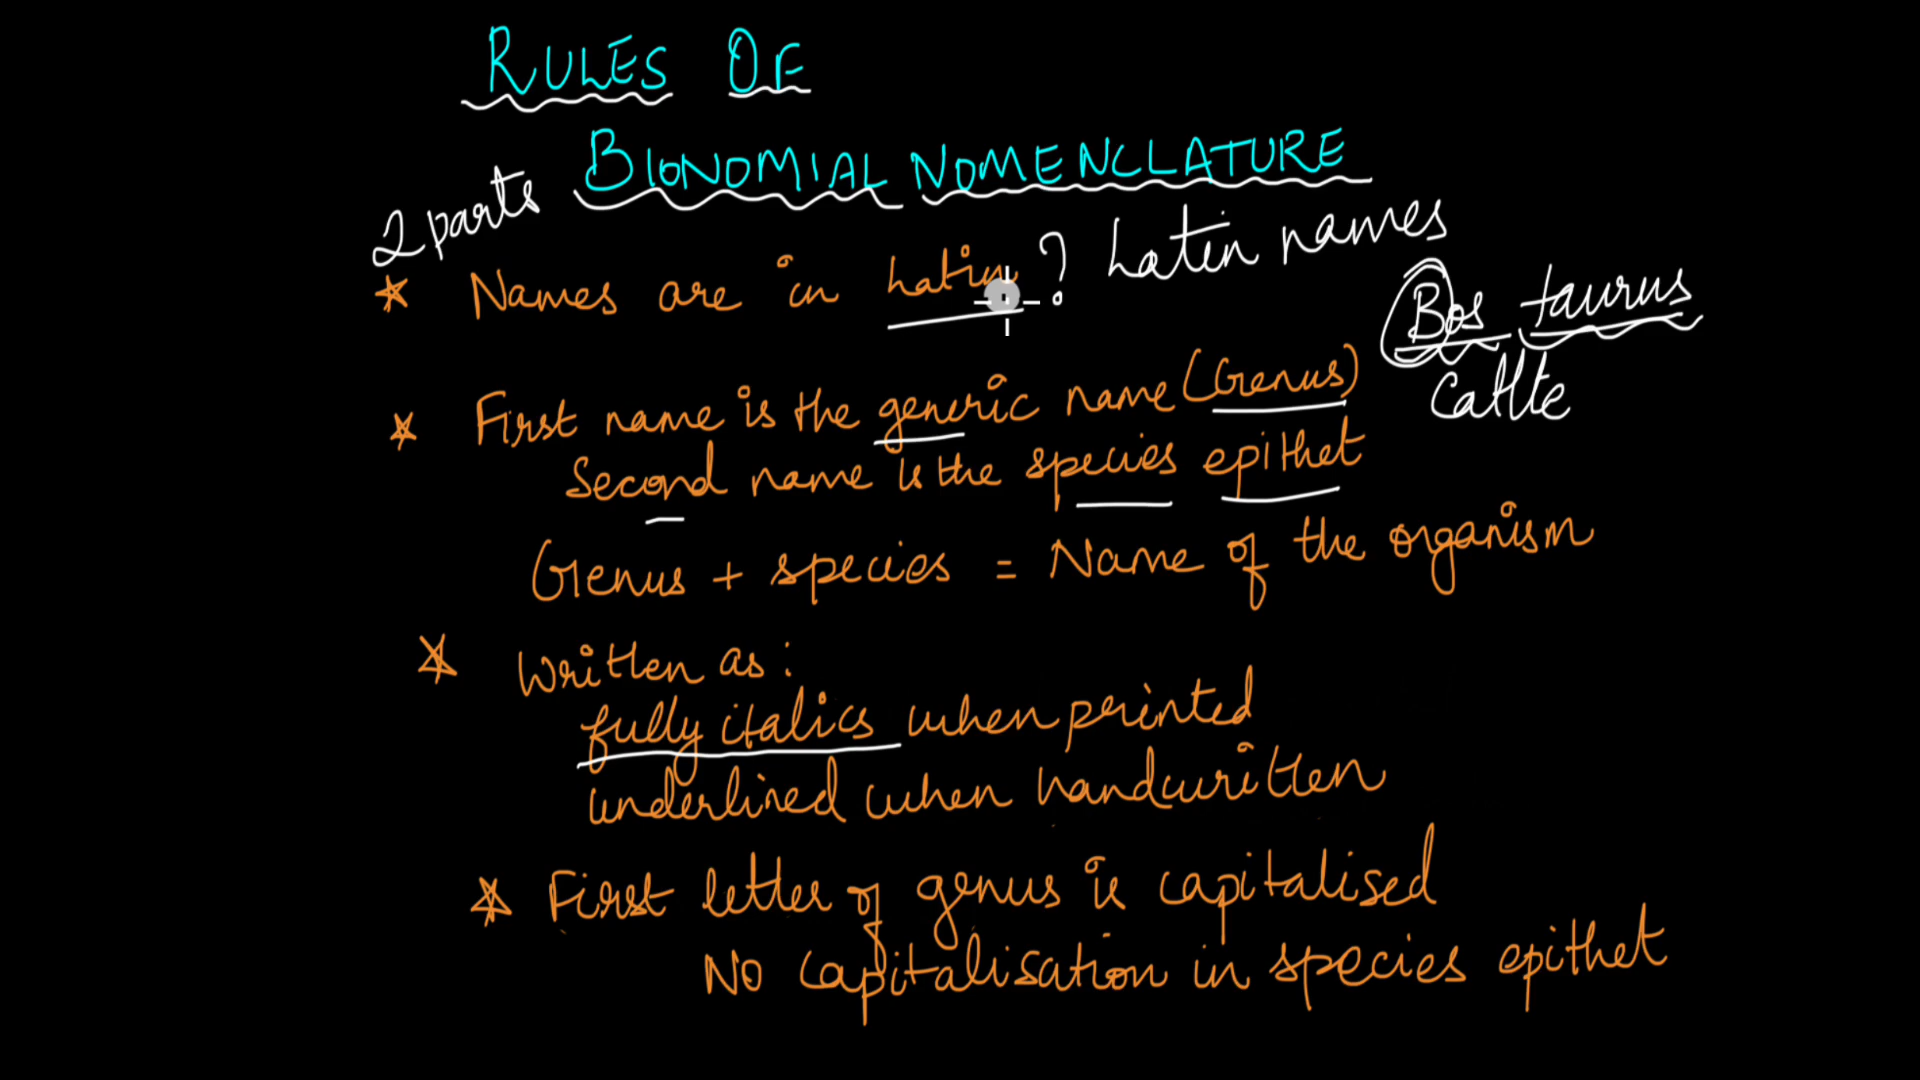 RULES OF
BIONOMIAL NOMENCLATURE
2 parts
* Names are in Latin ? Latin names
Bos taurus
Cattle
* First name is the generic name (Genus)
Second name is the species epithet
Genus + species = Name of the organism
* Written as :
fully italics when printed
underlined when handwritten
* First letter of genus is capitalised
No capitalisation in species epithet